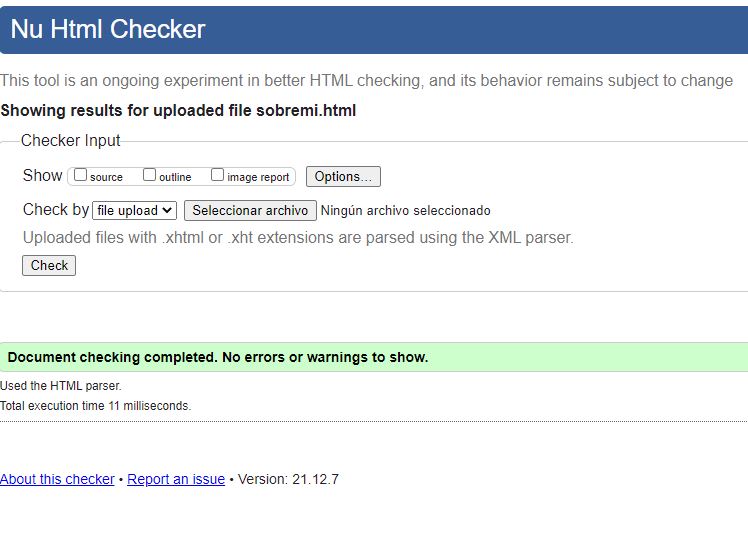 Nu Html Checker
This tool is an ongoing experiment in better HTML checking, and its behavior remains subject to change
Showing results for uploaded file sobremi.html
Checker Input
Show source outline image report Options...
Check by file upload Seleccionar archivo Ningún archivo seleccionado
Uploaded files with .xhtml or .xht extensions are parsed using the XML parser.
Check
Document checking completed. No errors or warnings to show.
Used the HTML parser.
Total execution time 11 milliseconds.
About this checker • Report an issue • Version: 21.12.7